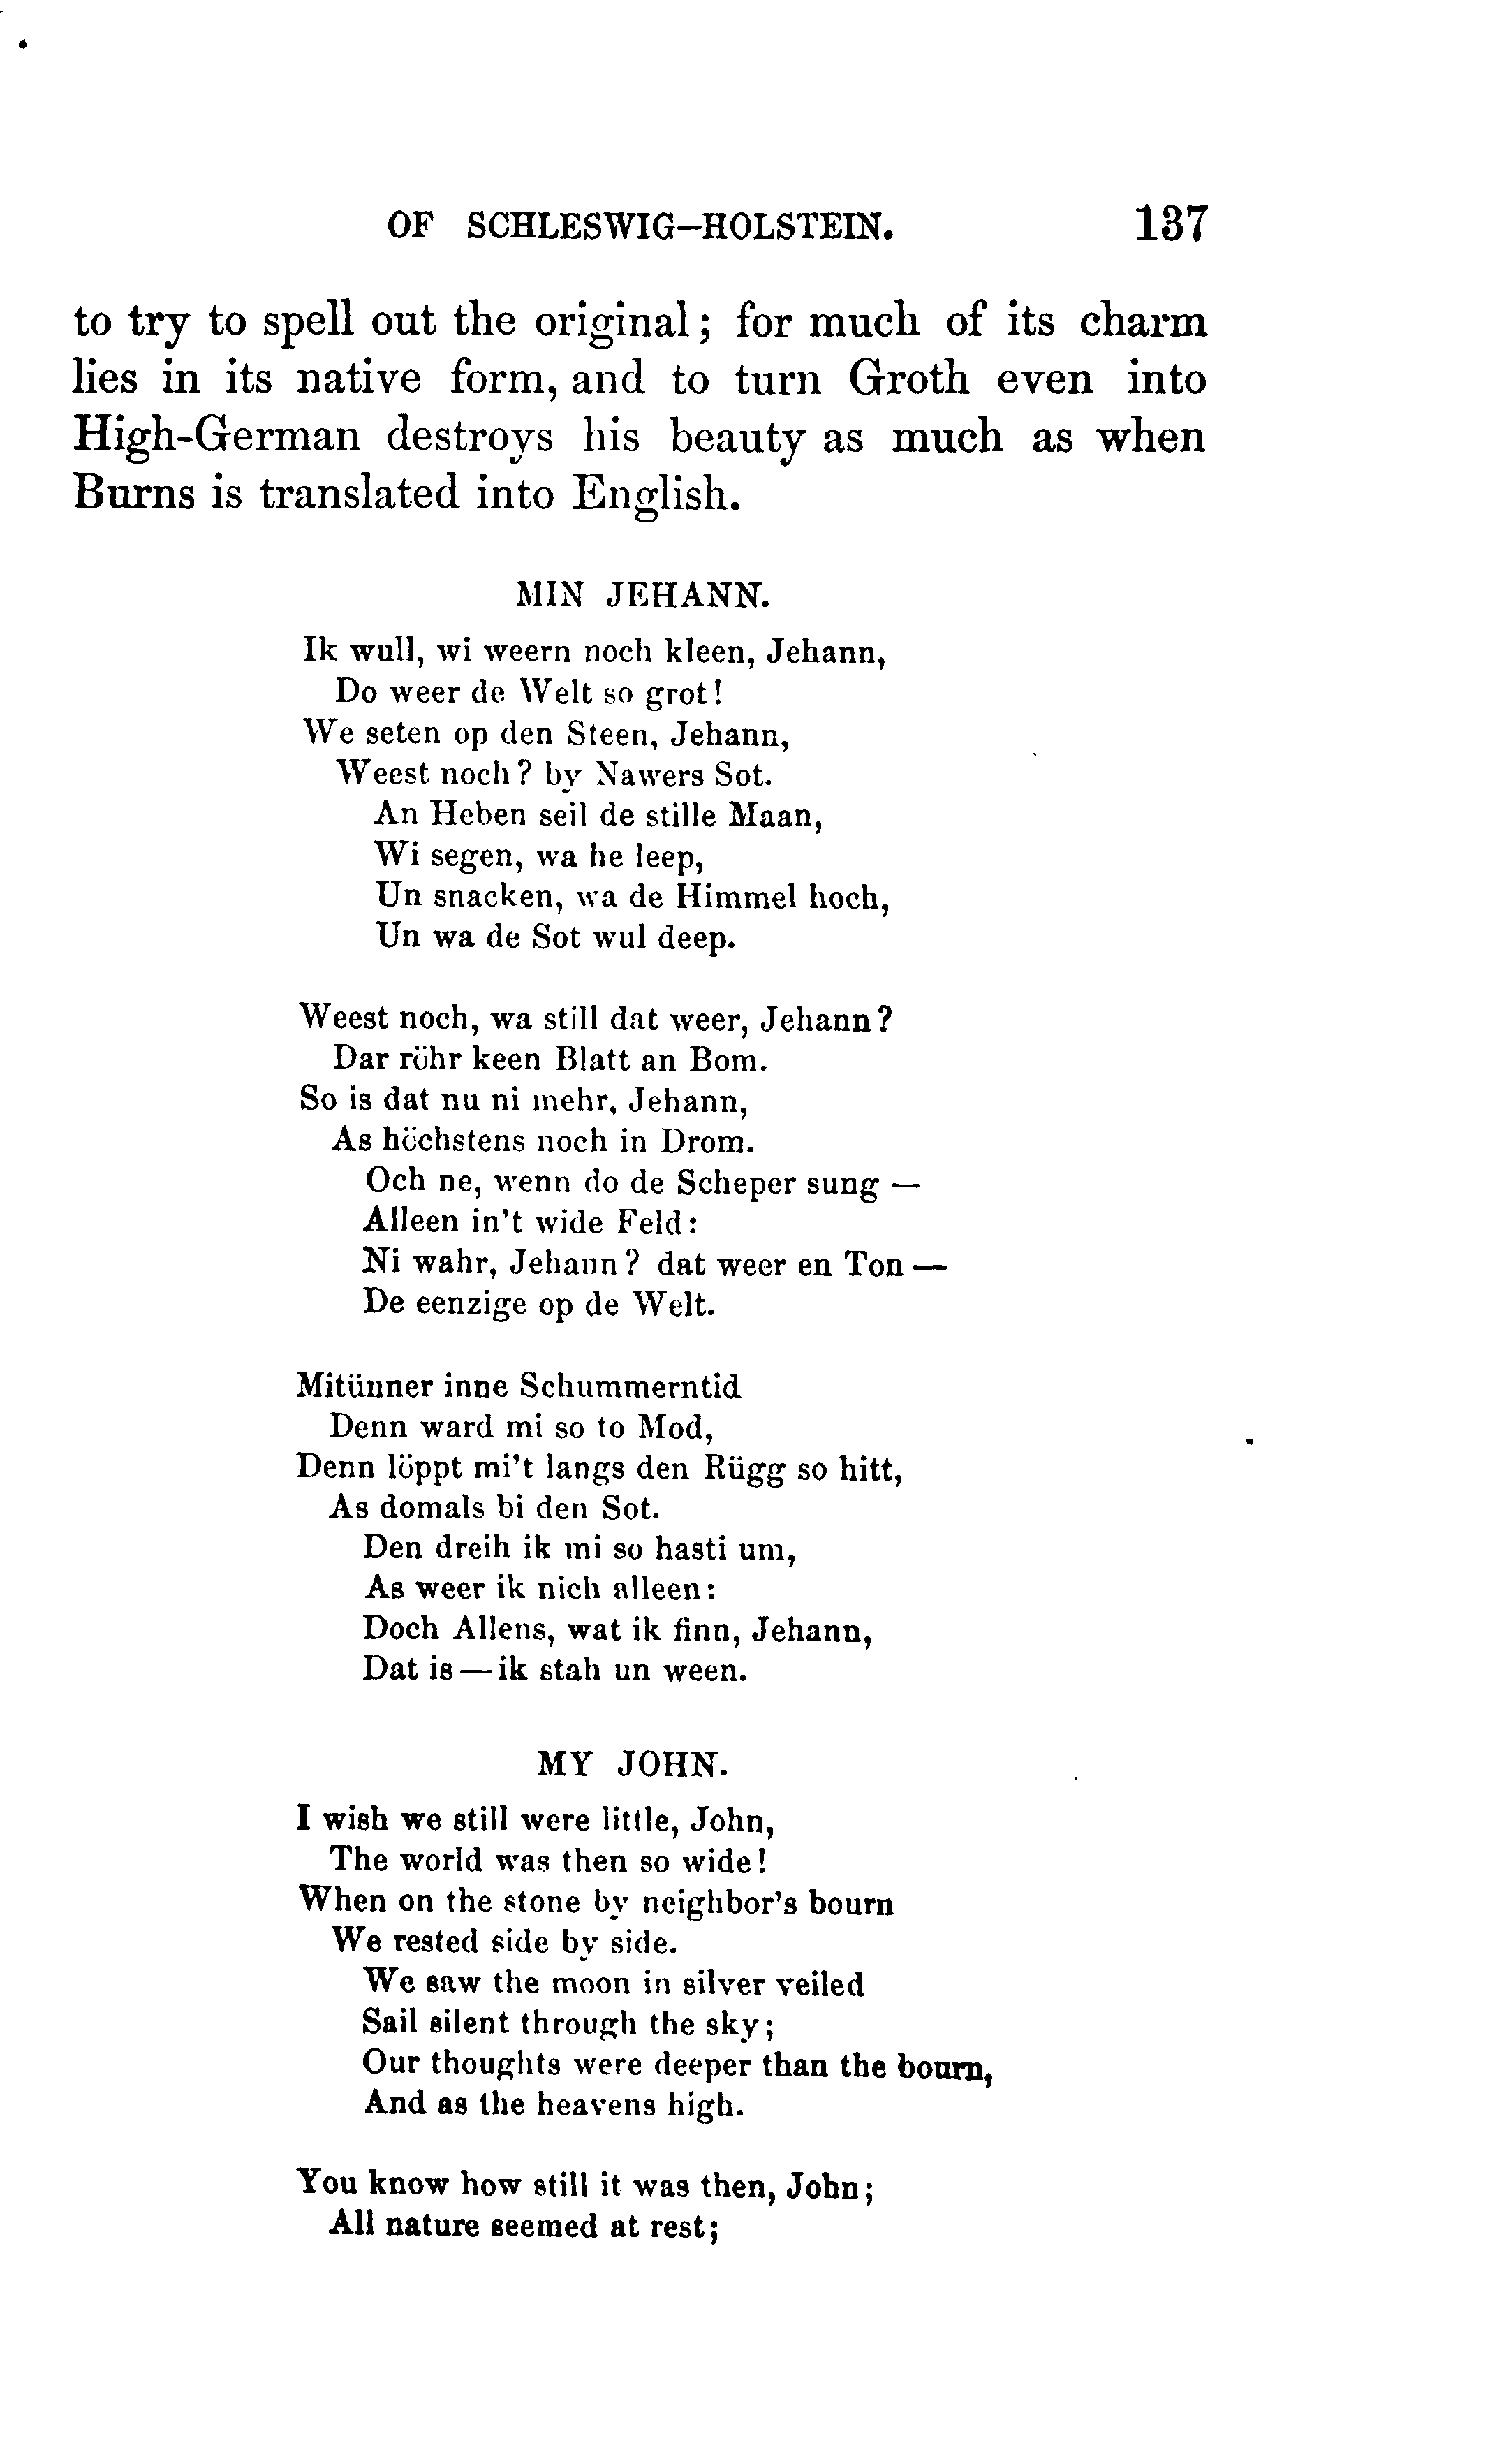 OF SCHLESWIG-HOLSTEIN. 137
to try to spell out the original; for much of its charm
lies in its native form, and to turn Groth even into
High-German destroys his beauty as much as when
Burns is translated into English.
MIN JEHANN.
Ik wull, wi weern noch kleen, Jehann,
Do weer de Welt so grot!
We seten op den Steen, Jehann,
Weest noch? by Nawers Sot.
An Heben seil de stille Maan,
Wi segen, wa he leep,
Un snacken, wa de Himmel hoch,
Un wa de Sot wul deep.
Weest noch, wa still dat weer, Jehann?
Dar röhr keen Blatt an Bom.
So is dat nu ni mehr, Jehann,
As höchstens noch in Drom.
Och ne, wenn do de Scheper sung —
Alleen in't wide Feld:
Ni wahr, Jehann? dat weer en Ton —
De eenzige op de Welt.
Mitünner inne Schummerntid
Denn ward mi so to Mod,
Denn löppt mi't langs den Rügg so hitt,
As domals bi den Sot.
Den dreih ik mi so hasti um,
As weer ik nich alleen:
Doch Allens, wat ik finn, Jehann,
Dat is — ik stah un ween.
MY JOHN.
I wish we still were little, John,
The world was then so wide!
When on the stone by neighbor's bourn
We rested side by side.
We saw the moon in silver veiled
Sail silent through the sky;
Our thoughts were deeper than the bourn,
And as the heavens high.
You know how still it was then, John;
All nature seemed at rest;